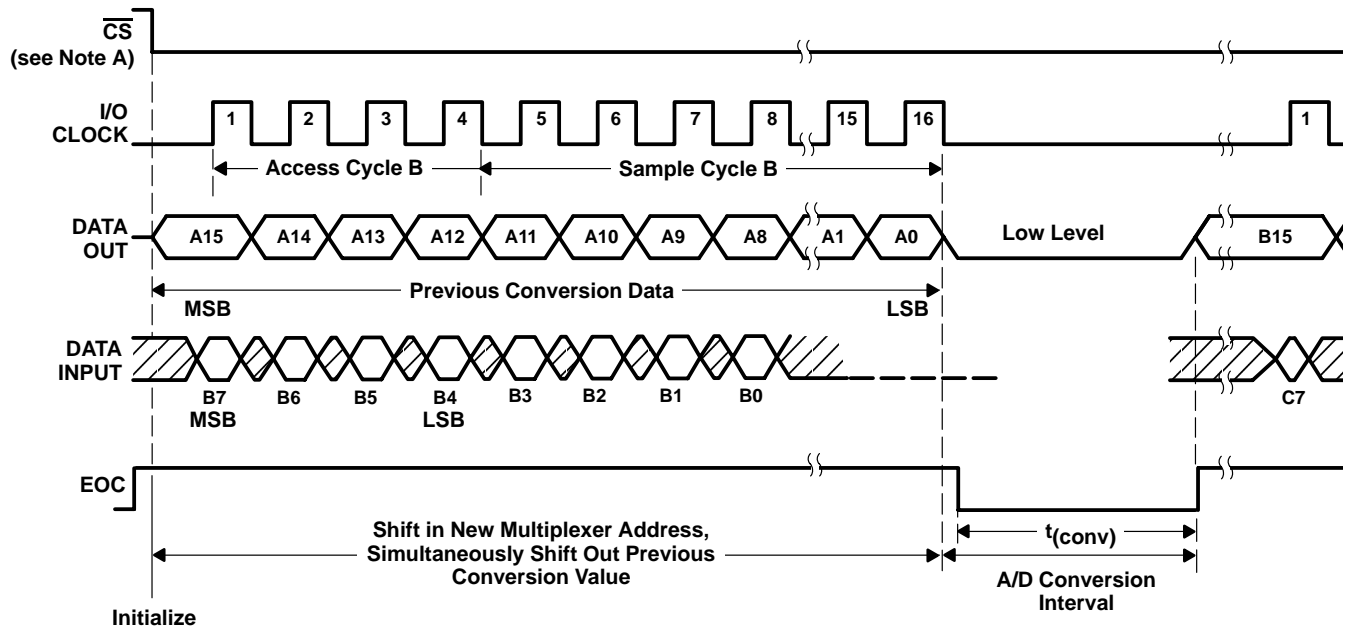 CS
(see Note A)
I/O
CLOCK
1 2 3 4 5 6 7 8 15 16 1
Access Cycle B Sample Cycle B
DATA
OUT
A15 A14 A13 A12 A11 A10 A9 A8 A1 A0 Low Level B15
Previous Conversion Data
MSB LSB
DATA
INPUT
B7 B6 B5 B4 B3 B2 B1 B0 C7
MSB LSB
EOC
Shift in New Multiplexer Address,
Simultaneously Shift Out Previous
Conversion Value
t(conv)
A/D Conversion
Interval
Initialize